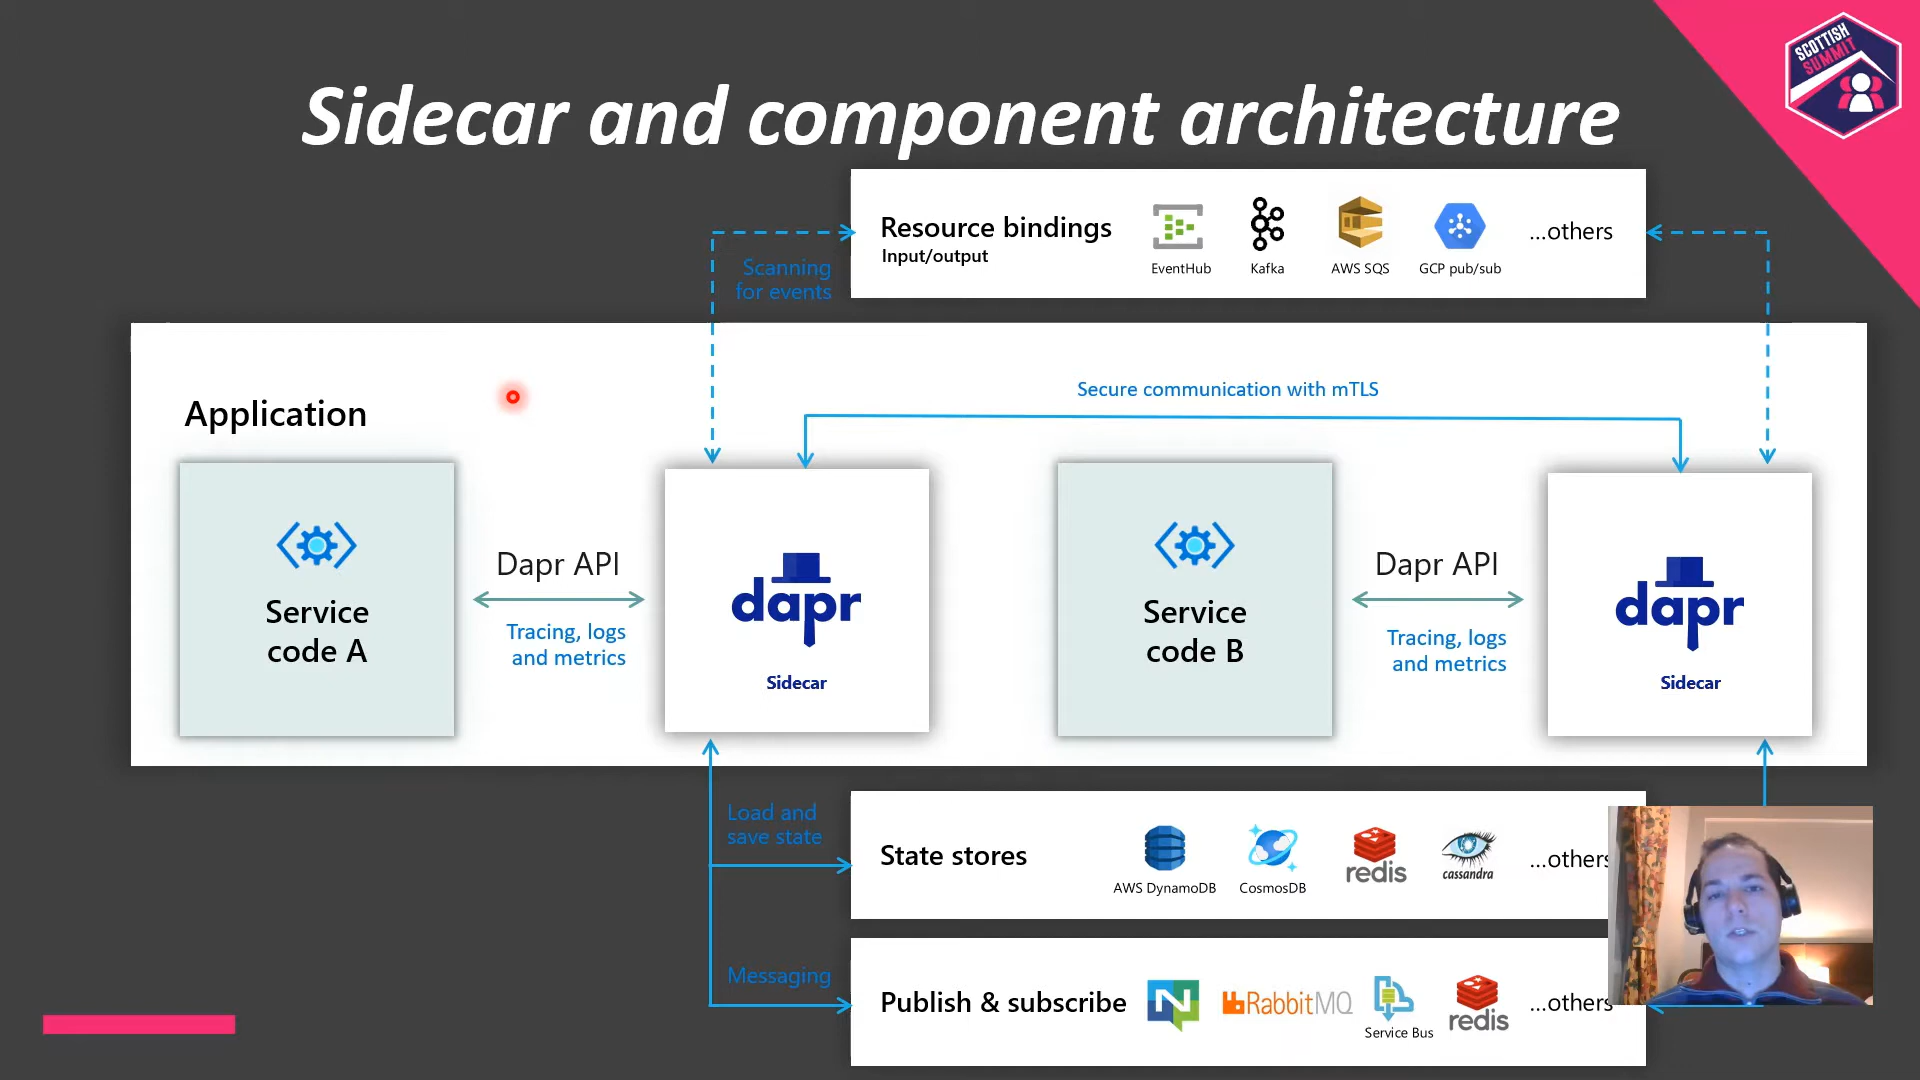 Sidecar and component architecture
SCOTTISH
SUMMIT
Resource bindings
Input/output
EventHub
Kafka
AWS SQS
GCP pub/sub
...others
Scanning
for events
Application
Secure communication with mTLS
Service
code A
Dapr API
Tracing, logs
and metrics
dapr
Sidecar
Service
code B
Dapr API
Tracing, logs
and metrics
dapr
Sidecar
Load and
save state
State stores
AWS DynamoDB
CosmosDB
redis
cassandra
...others
Messaging
Publish & subscribe
N
RabbitMQ
Service Bus
redis
...others